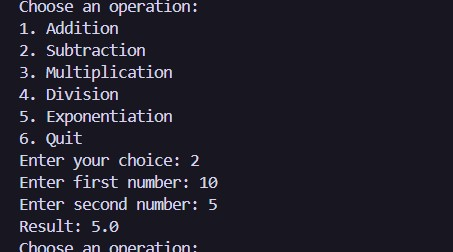 Choose an operation:
1. Addition
2. Subtraction
3. Multiplication
4. Division
5. Exponentiation
6. Quit
Enter your choice: 2
Enter first number: 10
Enter second number: 5
Result: 5.0
Choose an operation: